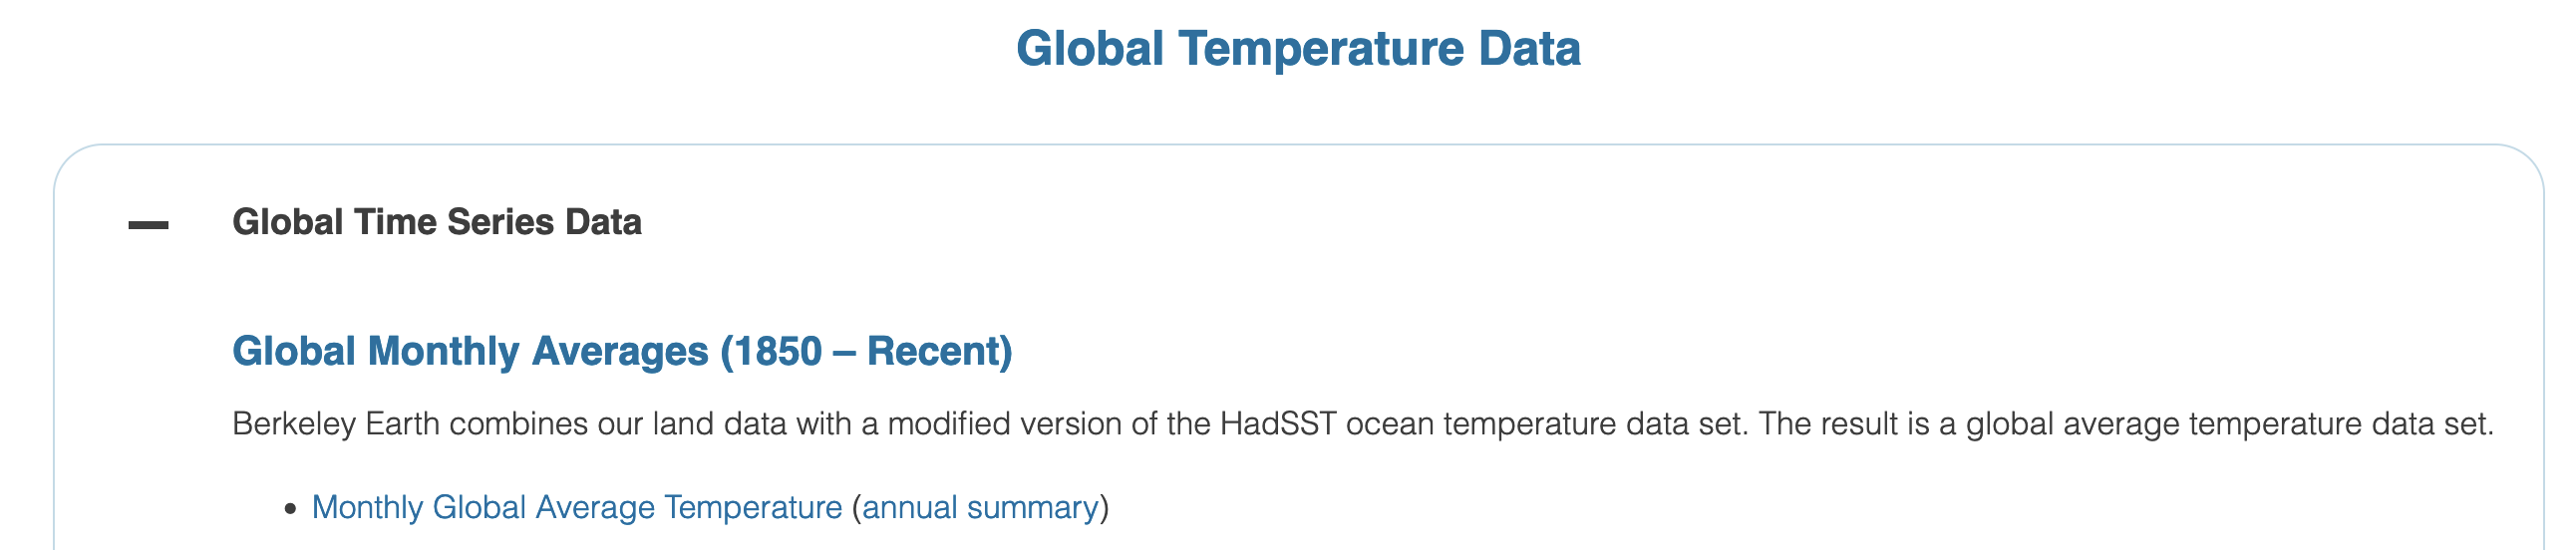 Global Temperature Data
Global Time Series Data
Global Monthly Averages (1850 – Recent)
Berkeley Earth combines our land data with a modified version of the HadSST ocean temperature data set. The result is a global average temperature data set.
• Monthly Global Average Temperature (annual summary)